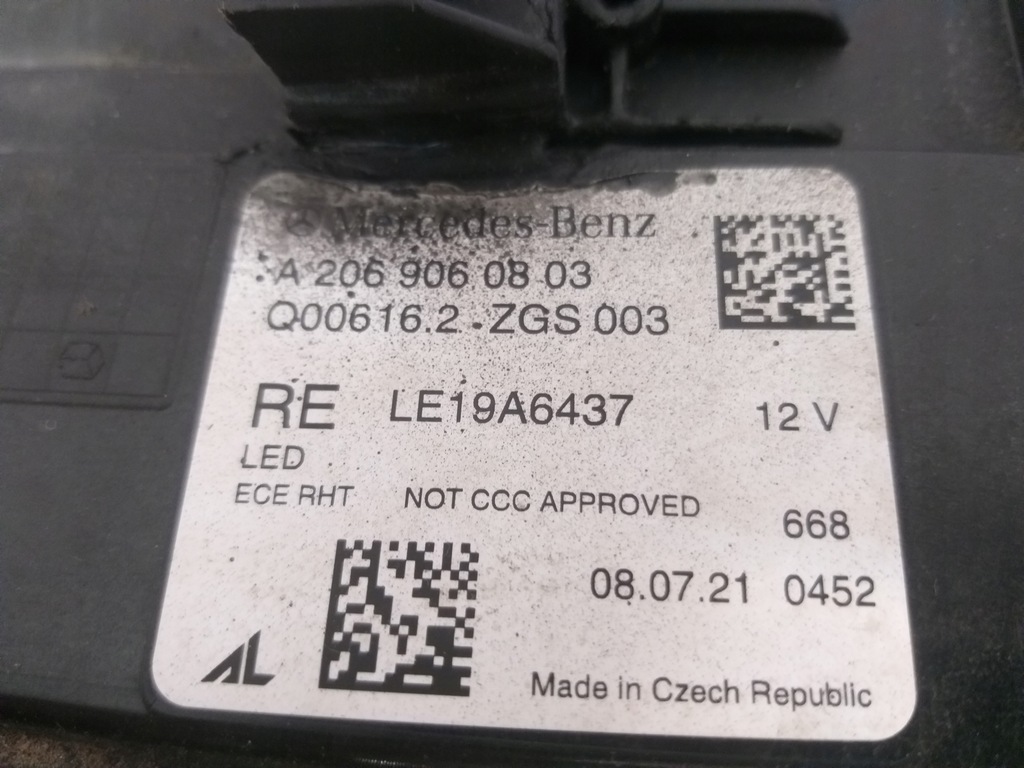 Mercedes-Benz
A 206 906 08 03
Q00616.2 - ZGS 003
RE LE19A6437 12 V
LED
ECE RHT NOT CCC APPROVED
668
08.07.21 0452
AL
Made in Czech Republic